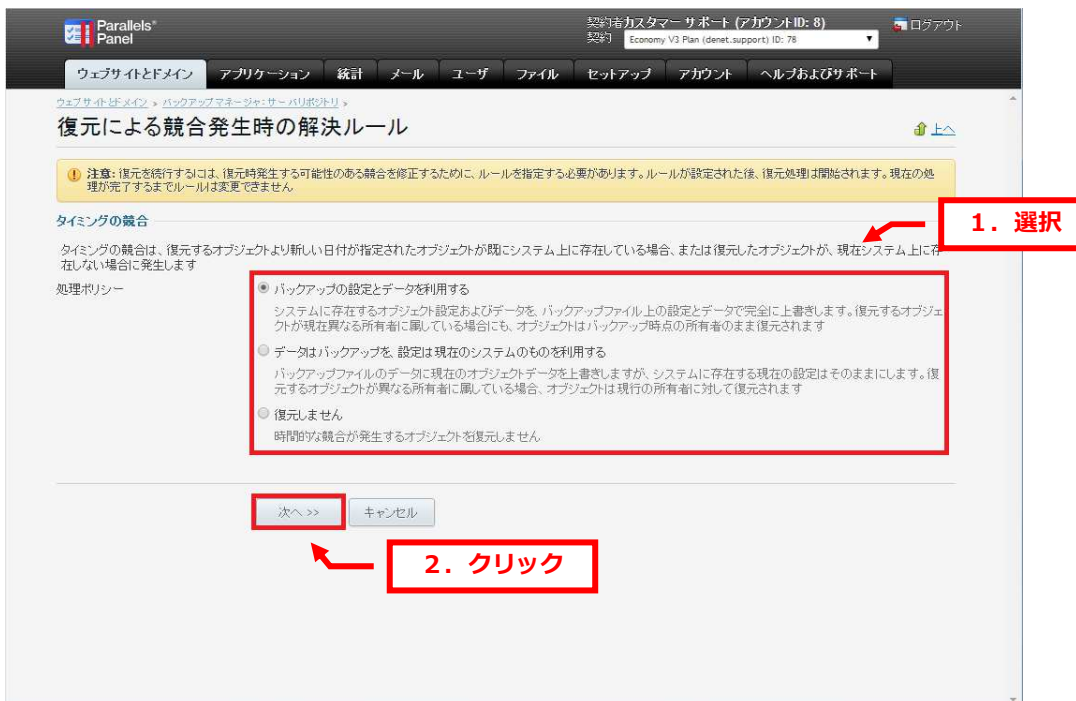 Parallels®
Panel
契約者カスタマー サポート (アカウントID: 8)
契約 Economy V3 Plan (denet.support) ID: 78
ログアウト
ウェブサイトとドメイン アプリケーション 統計 メール ユーザ ファイル セットアップ アカウント ヘルプおよびサポート
ウェブサイトとドメイン > バックアップマネージャ:サーバリポジトリ >
復元による競合発生時の解決ルール
上へ
注意: 復元を続行するには、復元時発生する可能性のある競合を修正するために、ルールを指定する必要があります。ルールが設定された後、復元処理は開始されます。現在の処
理が完了するまでルールは変更できません
タイミングの競合
1. 選択
タイミングの競合は、復元するオブジェクトより新しい日付が指定されたオブジェクトが既にシステム上に存在している場合、または復元したオブジェクトが、現在システム上に存
在しない場合に発生します
処理ポリシー
バックアップの設定とデータを利用する
システムに存在するオブジェクト設定およびデータを、バックアップファイル上の設定とデータで完全に上書きします。復元するオブジェ
クトが現在異なる所有者に属している場合にも、オブジェクトはバックアップ時点の所有者のまま復元されます
データはバックアップを、設定は現在のシステムのものを利用する
バックアップファイルのデータに現在のオブジェクトデータを上書きしますが、システムに存在する現在の設定はそのままにします。復
元するオブジェクトが異なる所有者に属している場合、オブジェクトは現行の所有者に対して復元されます
復元しません
時間的な競合が発生するオブジェクトを復元しません
次へ >>
キャンセル
2. クリック